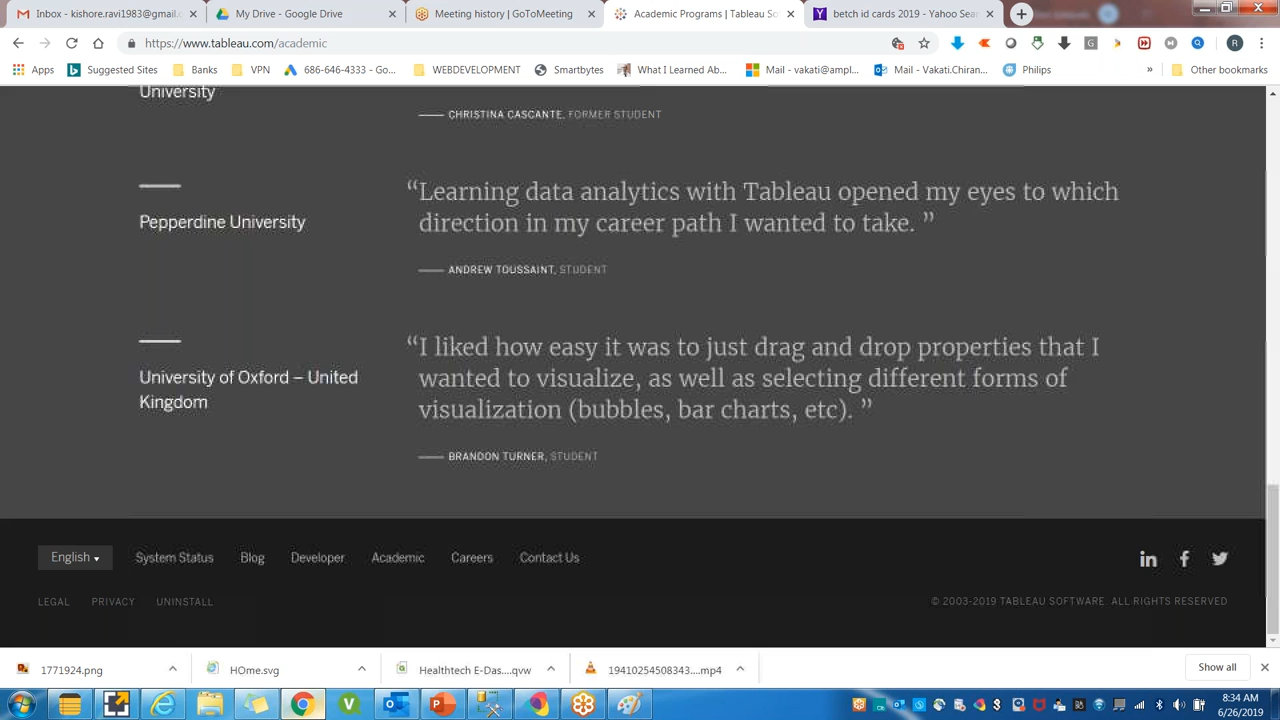 Inbox - kishore.ravi1983@gmail.c
My Drive - Google Drive
Meeting history | GoToMeeting
Academic Programs | Tableau So
betch id cards 2019 - Yahoo Sear
https://www.tableau.com/academic
R
Apps
Suggested Sites
Banks
VPN
866-646-4333 - Go...
WEBDEVELOPMENT
Smartbytes
What I Learned Ab...
Mail - vakati@ampl...
Mail - Vakati.Chiran...
Philips
»
Other bookmarks
University
CHRISTINA CASCANTE, FORMER STUDENT
Pepperdine University
“Learning data analytics with Tableau opened my eyes to which
direction in my career path I wanted to take. ”
ANDREW TOUSSAINT, STUDENT
University of Oxford – United
Kingdom
“I liked how easy it was to just drag and drop properties that I
wanted to visualize, as well as selecting different forms of
visualization (bubbles, bar charts, etc). ”
BRANDON TURNER, STUDENT
English
System Status
Blog
Developer
Academic
Careers
Contact Us
LEGAL
PRIVACY
UNINSTALL
© 2003-2019 TABLEAU SOFTWARE. ALL RIGHTS RESERVED
1771924.png
HOme.svg
Healthtech E-Das....qvw
19410254508343....mp4
Show all
8:34 AM
6/26/2019